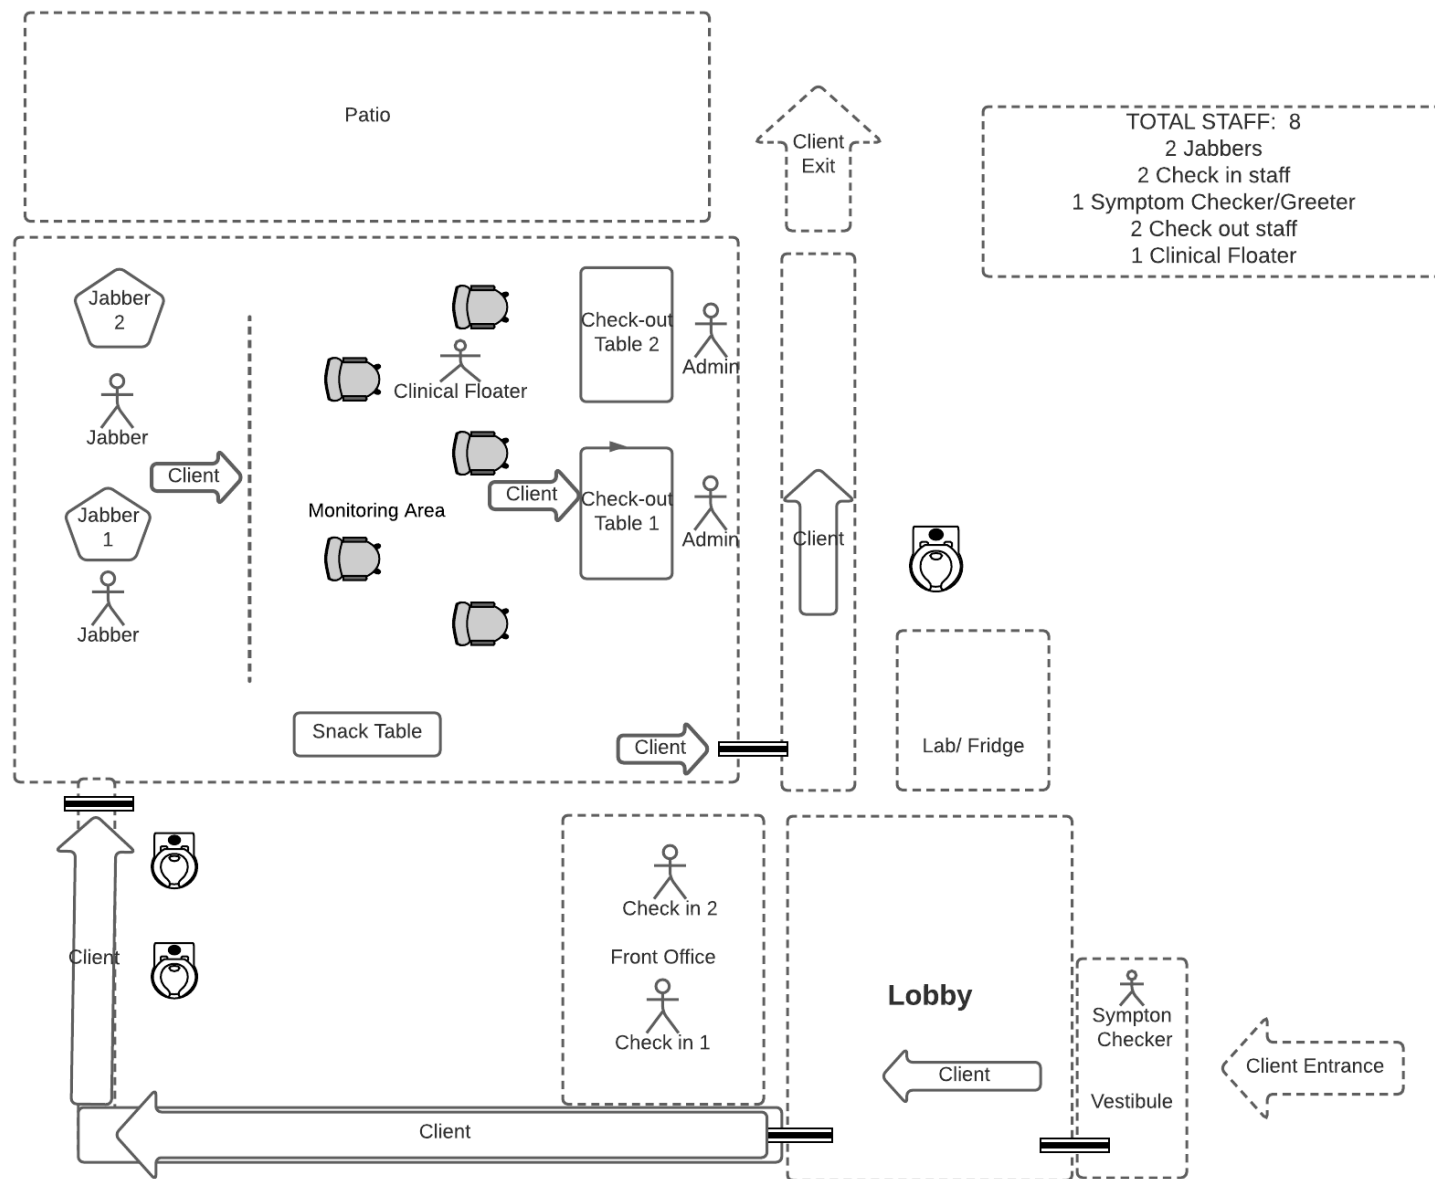 Patio
Client
Exit
TOTAL STAFF:  8
2 Jabbers
2 Check in staff
1 Symptom Checker/Greeter
2 Check out staff
1 Clinical Floater
Jabber
2
Jabber
Client
Jabber
1
Jabber
Clinical Floater
Monitoring Area
Client
Check-out
Table 2
Admin
Check-out
Table 1
Admin
Client
Snack Table
Client
Lab/ Fridge
Client
Check in 2
Front Office
Check in 1
Lobby
Client
Sympton
Checker
Vestibule
Client Entrance
Client